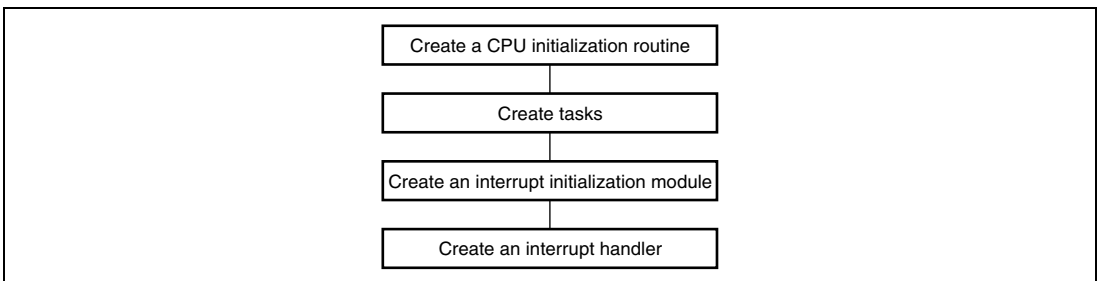 Create a CPU initialization routine
Create tasks
Create an interrupt initialization module
Create an interrupt handler